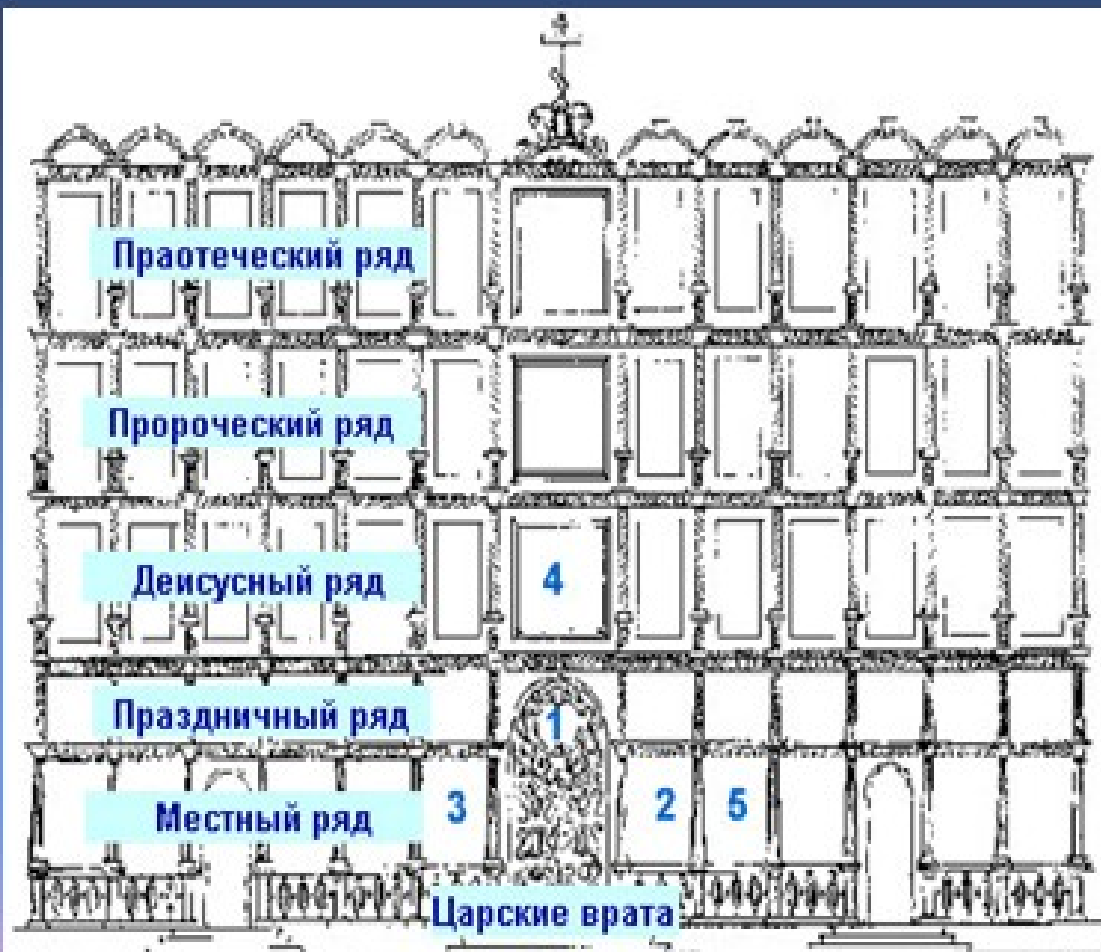 Праотеческий ряд
Пророческий ряд
Деисусный ряд
4
Праздничный ряд
1
Местный ряд
3
2
5
Царские врата